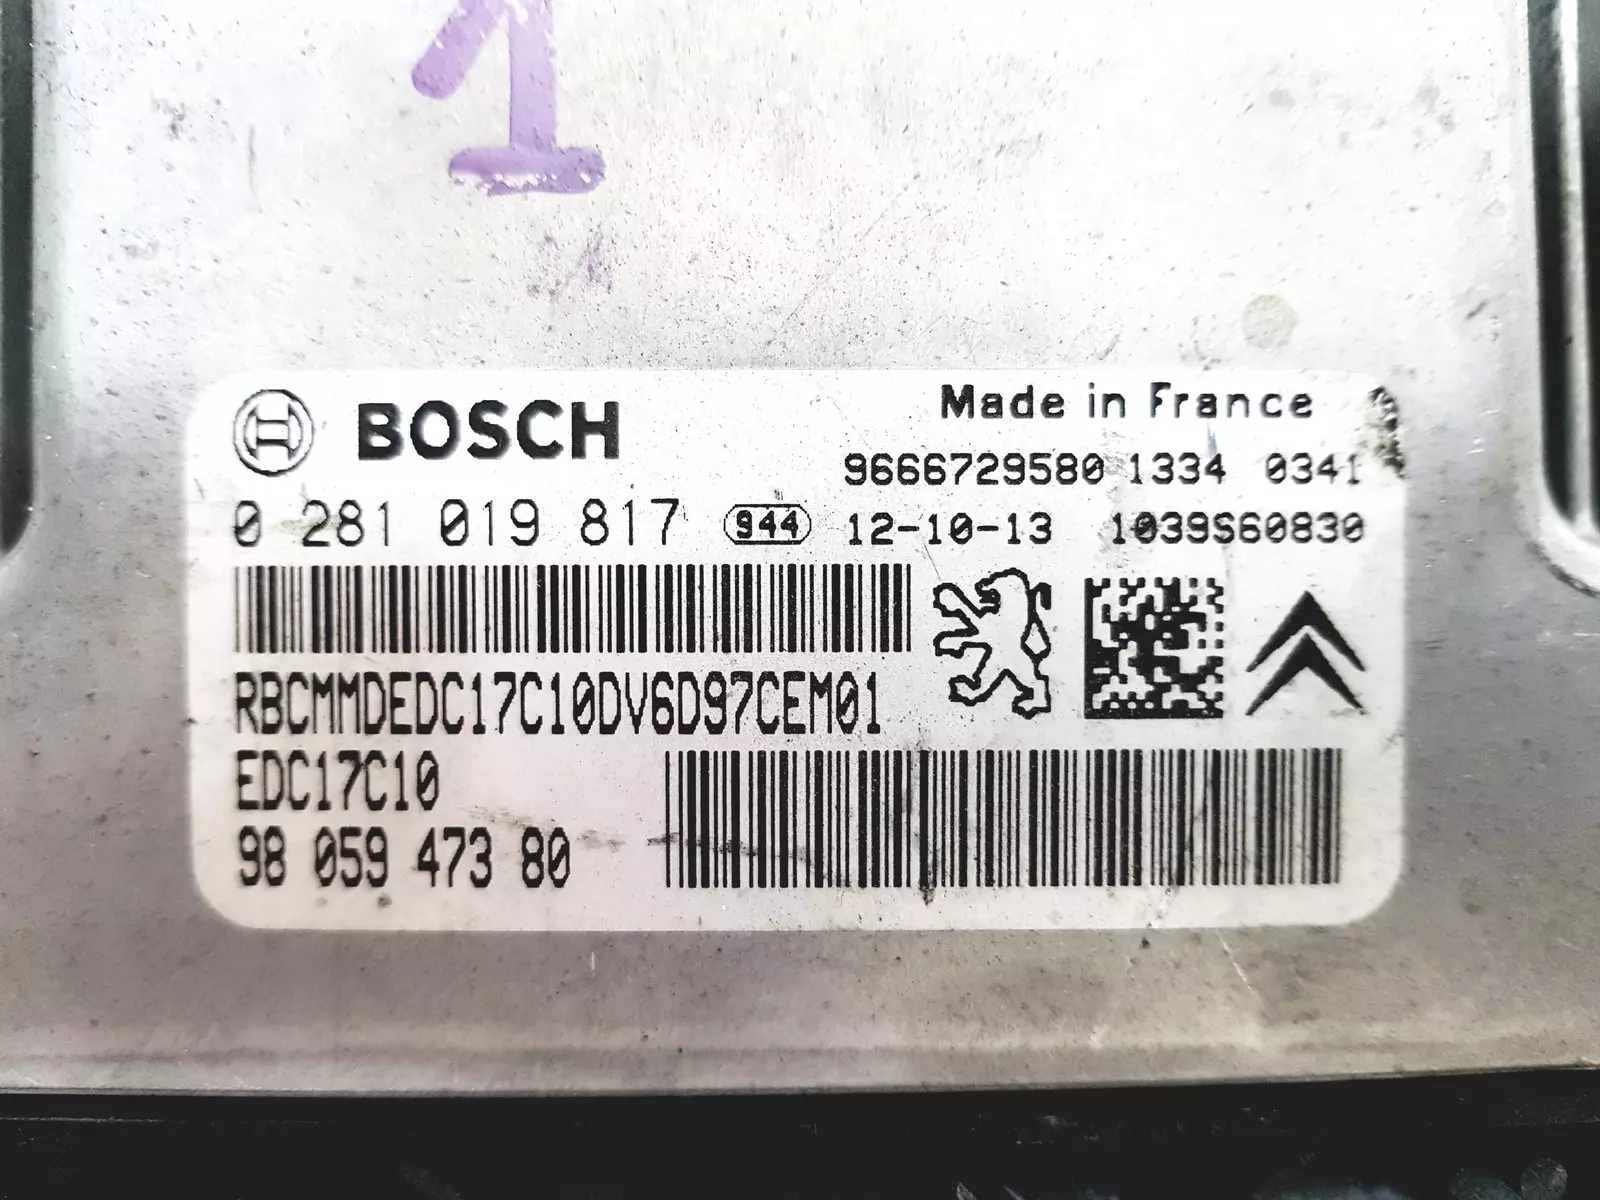 1
BOSCH
Made in France
9666729580 1334 0341
0 281 019 817 944 12-10-13 1039S60830
RBCMMDEDC17C10DV6D97CEM01
EDC17C10
98 059 473 80